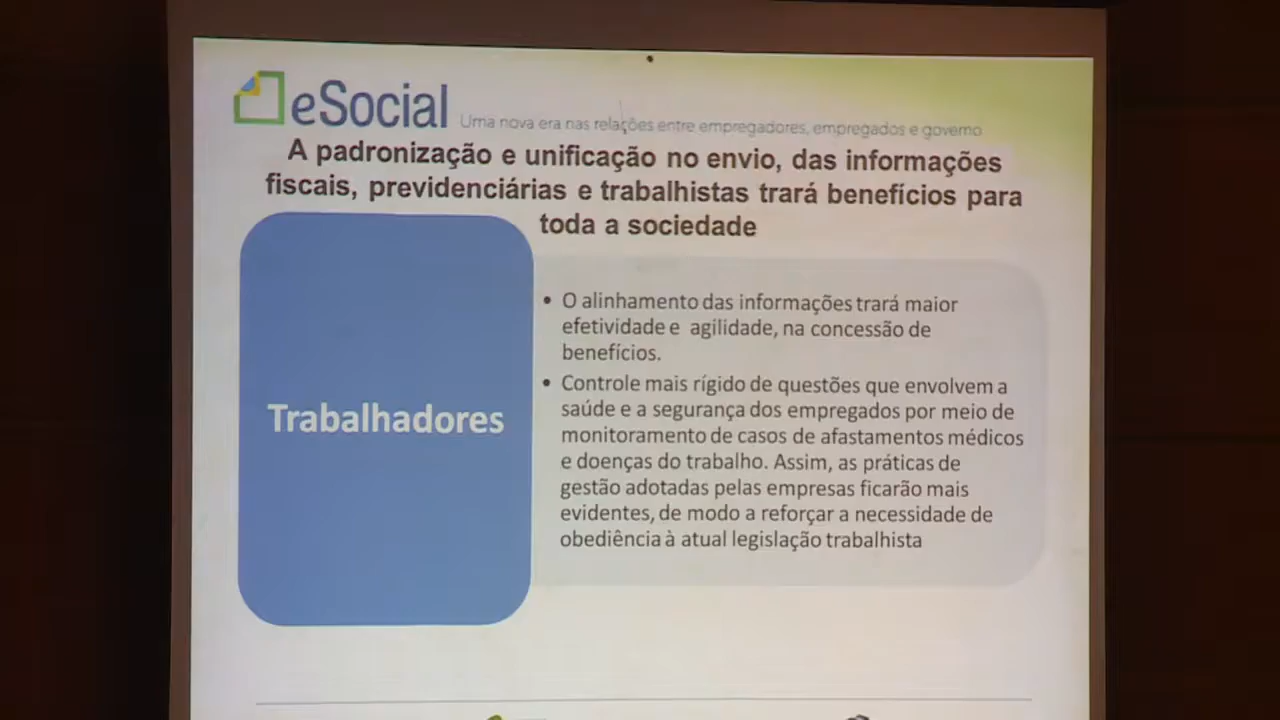 eSocial Uma nova era nas relações entre empregadores, empregados e governo
A padronização e unificação no envio, das informações
fiscais, previdenciárias e trabalhistas trará benefícios para
toda a sociedade
Trabalhadores
• O alinhamento das informações trará maior
efetividade e agilidade, na concessão de
benefícios.
• Controle mais rígido de questões que envolvem a
saúde e a segurança dos empregados por meio de
monitoramento de casos de afastamentos médicos
e doenças do trabalho. Assim, as práticas de
gestão adotadas pelas empresas ficarão mais
evidentes, de modo a reforçar a necessidade de
obediência à atual legislação trabalhista